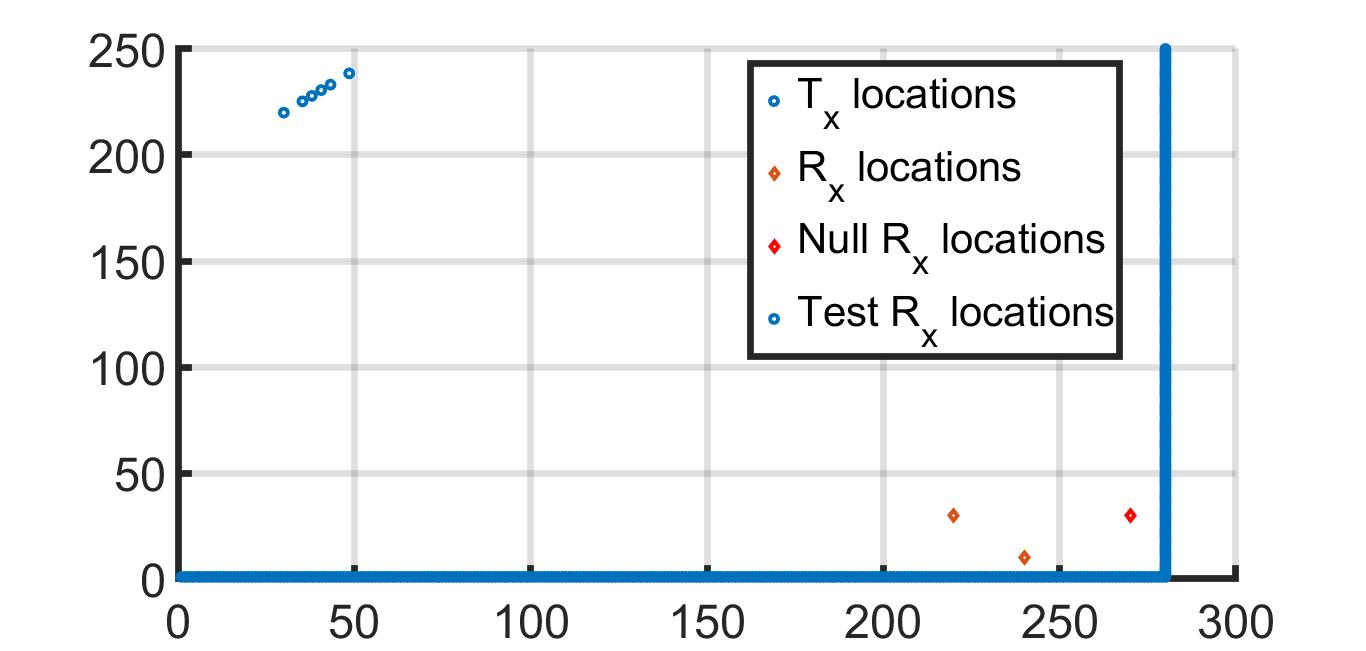 250
200
150
100
50
0
Tx locations
Rx locations
Null Rx locations
Test Rx locations
0 50 100 150 200 250 300